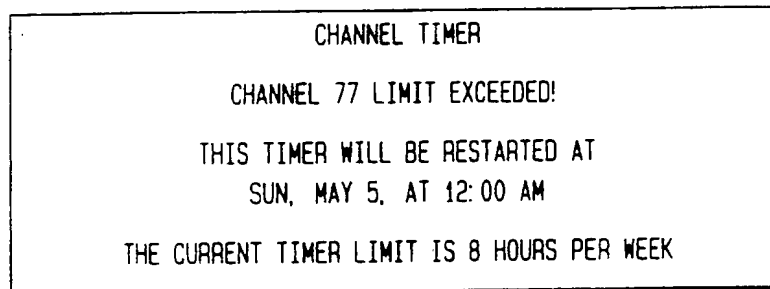 CHANNEL TIMER
CHANNEL 77 LIMIT EXCEEDED!
THIS TIMER WILL BE RESTARTED AT
SUN, MAY 5, AT 12:00 AM
THE CURRENT TIMER LIMIT IS 8 HOURS PER WEEK